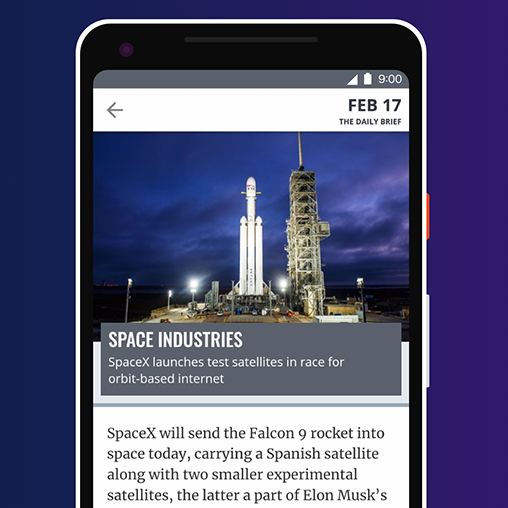 9:00
FEB 17
THE DAILY BRIEF
SPACE INDUSTRIES
SpaceX launches test satellites in race for
orbit-based internet
SpaceX will send the Falcon 9 rocket into
space today, carrying a Spanish satellite
along with two smaller experimental
satellites, the latter a part of Elon Musk’s